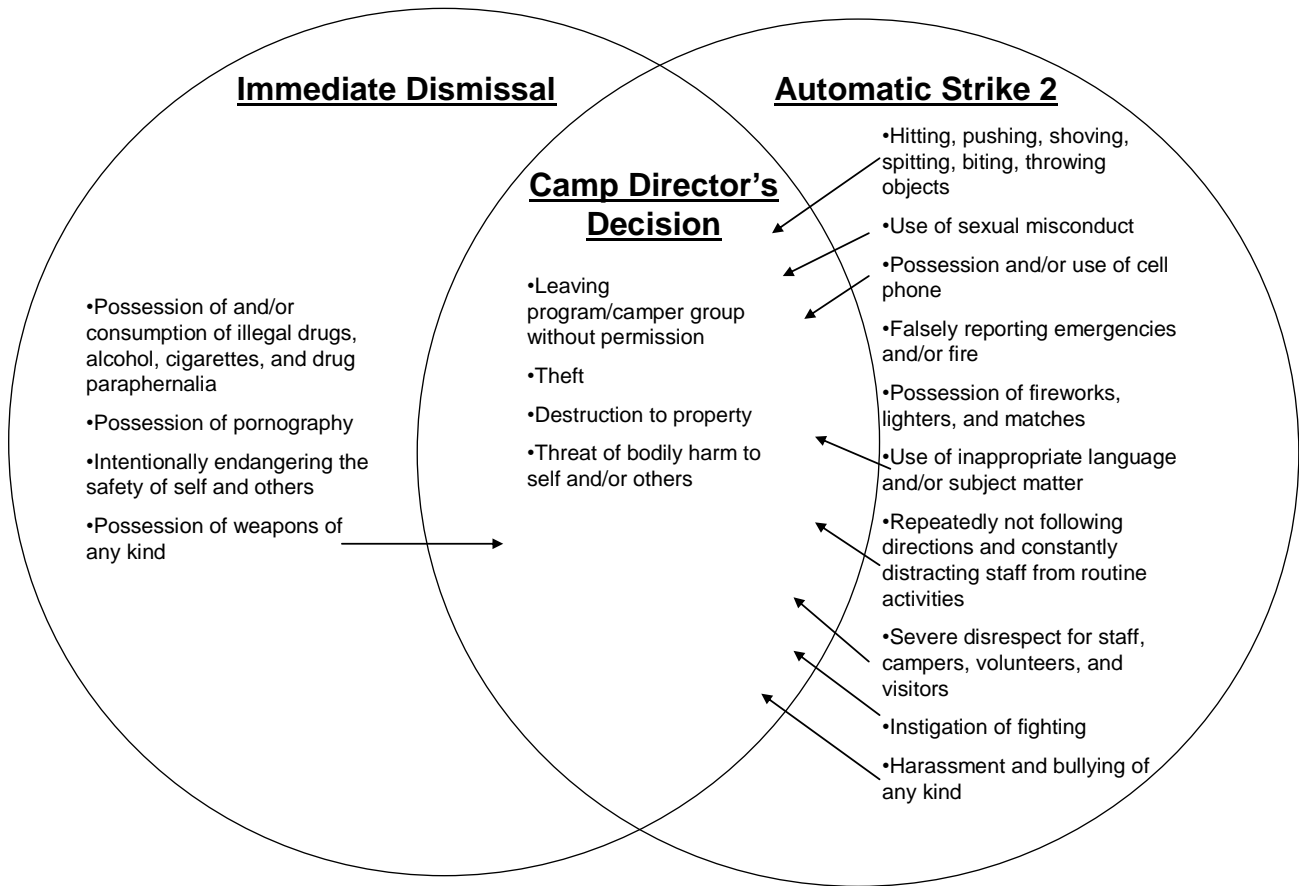 Immediate Dismissal
•Possession of and/or
consumption of illegal drugs,
alcohol, cigarettes, and drug
paraphernalia
•Possession of pornography
•Intentionally endangering the
safety of self and others
•Possession of weapons of
any kind
Camp Director’s
Decision
•Leaving
program/camper group
without permission
•Theft
•Destruction to property
•Threat of bodily harm to
self and/or others
Automatic Strike 2
•Hitting, pushing, shoving,
spitting, biting, throwing
objects
•Use of sexual misconduct
•Possession and/or use of cell
phone
•Falsely reporting emergencies
and/or fire
•Possession of fireworks,
lighters, and matches
•Use of inappropriate language
and/or subject matter
•Repeatedly not following
directions and constantly
distracting staff from routine
activities
•Severe disrespect for staff,
campers, volunteers, and
visitors
•Instigation of fighting
•Harassment and bullying of
any kind